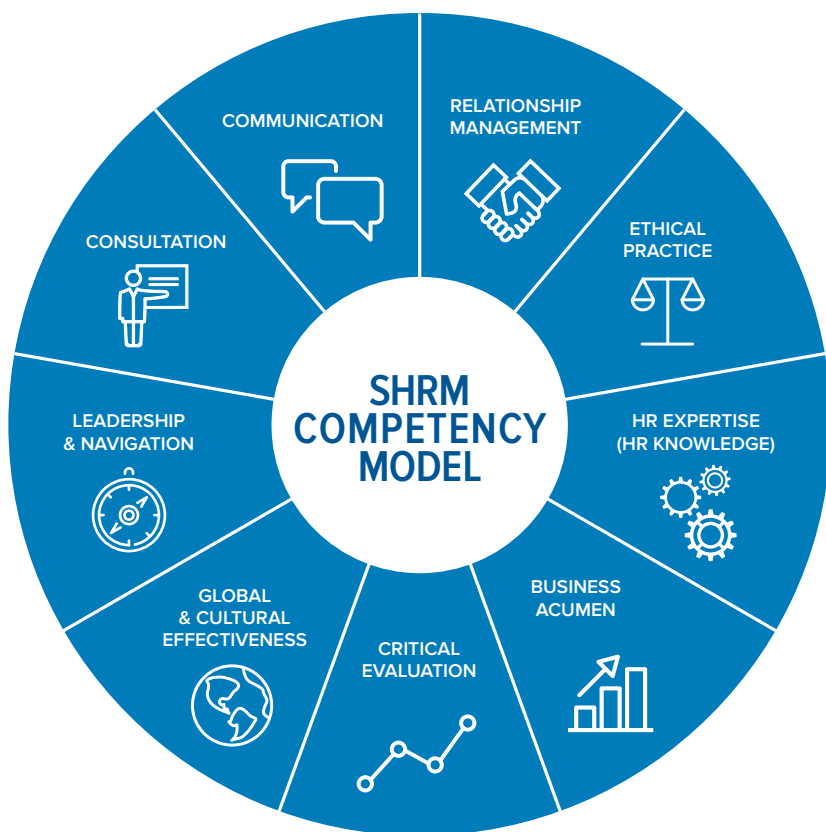 SHRM
COMPETENCY
MODEL
RELATIONSHIP
MANAGEMENT
ETHICAL
PRACTICE
HR EXPERTISE
(HR KNOWLEDGE)
BUSINESS
ACUMEN
CRITICAL
EVALUATION
GLOBAL
& CULTURAL
EFFECTIVENESS
LEADERSHIP
& NAVIGATION
CONSULTATION
COMMUNICATION